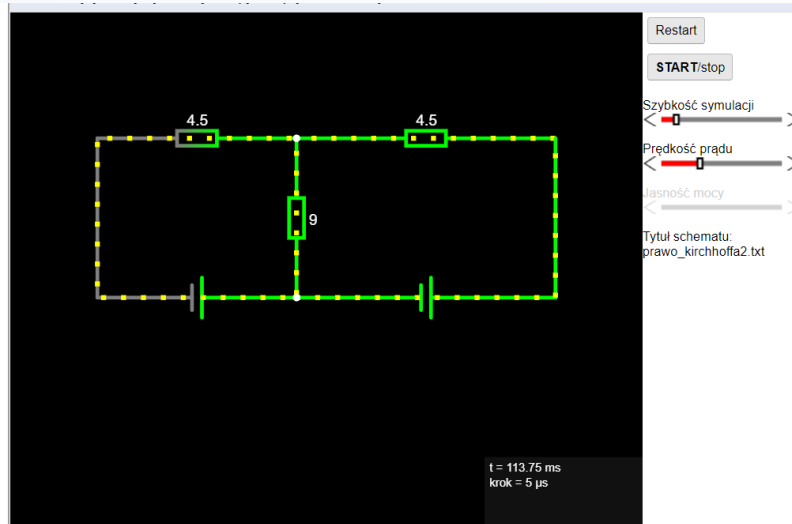 Restart
START/stop
4.5
4.5
Szybkość symulacji
Prędkość prądu
Jasność mocy
9
Tytuł schematu:
prawo_kirchhoffa2.txt
t = 113.75 ms
krok = 5 µs